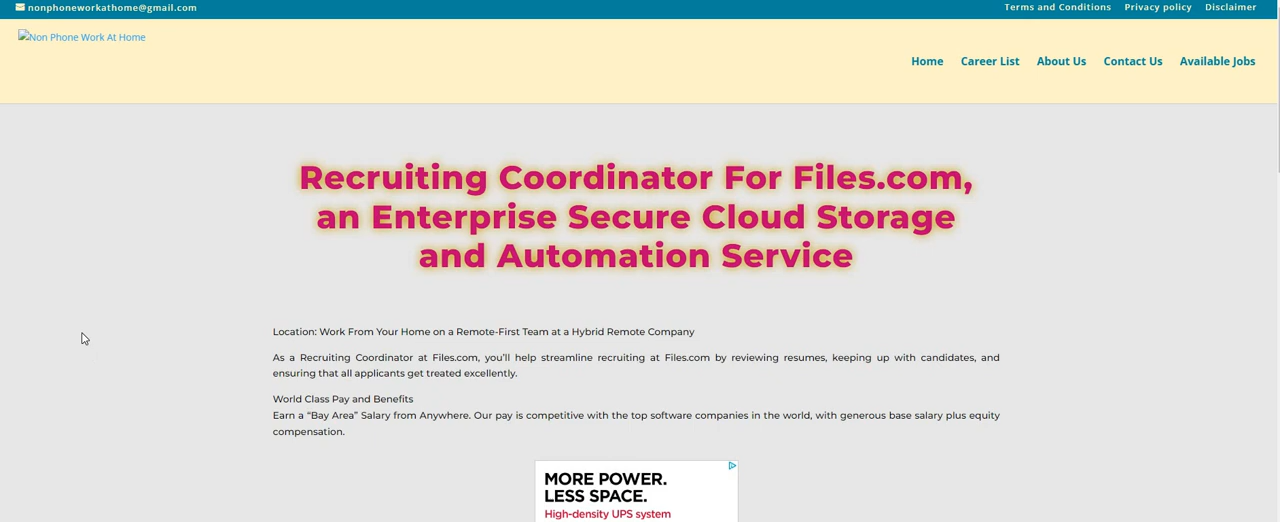 nonphoneworkathome@gmail.com
Terms and Conditions Privacy policy Disclaimer
Non Phone Work At Home
Home Career List About Us Contact Us Available Jobs
Recruiting Coordinator For Files.com,
an Enterprise Secure Cloud Storage
and Automation Service
Location: Work From Your Home on a Remote-First Team at a Hybrid Remote Company
As a Recruiting Coordinator at Files.com, you’ll help streamline recruiting at Files.com by reviewing resumes, keeping up with candidates, and
ensuring that all applicants get treated excellently.
World Class Pay and Benefits
Earn a “Bay Area” Salary from Anywhere. Our pay is competitive with the top software companies in the world, with generous base salary plus equity
compensation.
MORE POWER.
LESS SPACE.
High-density UPS system